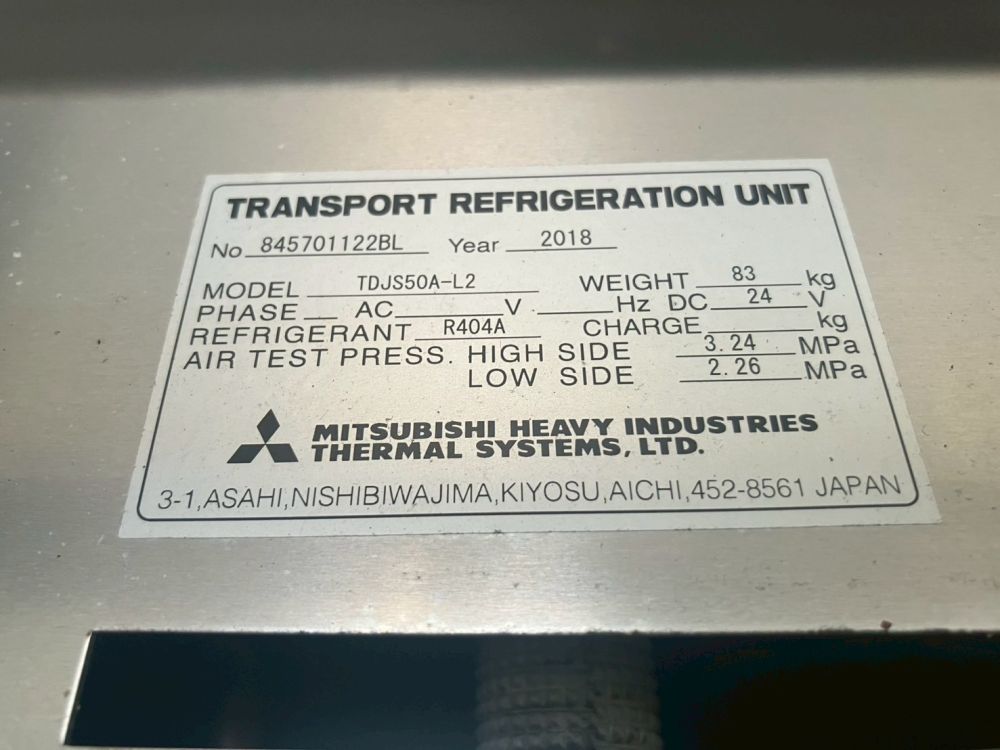 TRANSPORT REFRIGERATION UNIT
No 845701122BL Year 2018
MODEL TDJS50A-L2 WEIGHT 83 kg
PHASE AC V Hz DC 24 V
REFRIGERANT R404A CHARGE kg
AIR TEST PRESS. HIGH SIDE 3.24 MPa
LOW SIDE 2.26 MPa
MITSUBISHI HEAVY INDUSTRIES
THERMAL SYSTEMS, LTD.
3-1,ASAHI,NISHIBIWAJIMA,KIYOSU,AICHI,452-8561 JAPAN